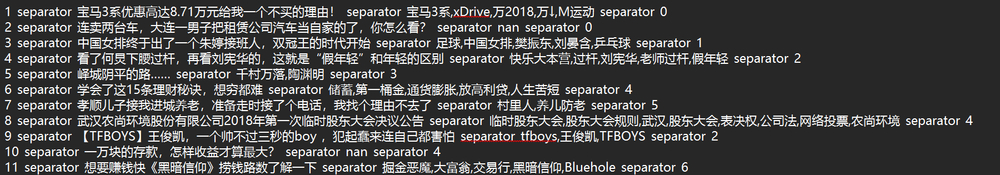 1 separator 宝马3系优惠高达8.71万元给我一个不买的理由！ separator 宝马3系,xDrive,万2018,万↓,M运动 separator 0
2 separator 连卖两台车，大连一男子把租赁公司汽车当自家的了，你怎么看？ separator nan separator 0
3 separator 中国女排终于出了一个朱婷接班人，双冠王的时代开始 separator 足球,中国女排,樊振东,刘晏含,乒乓球 separator 1
4 separator 看了何炅下腰过杆，再看刘宪华的，这就是“假年轻”和年轻的区别 separator 快乐大本营,过杆,刘宪华,老师过杆,假年轻 separator 2
5 separator 峄城阴平的路…… separator 千村万落,陶渊明 separator 3
6 separator 学会了这15条理财秘诀，想穷都难 separator 储蓄,第一桶金,通货膨胀,放高利贷,人生苦短 separator 4
7 separator 孝顺儿子接我进城养老，准备走时接了个电话，我找个理由不去了 separator 村里人,养儿防老 separator 5
8 separator 武汉农尚环境股份有限公司2018年第一次临时股东大会决议公告 separator 临时股东大会,股东大会规则,武汉,股东大会,表决权,公司法,网络投票,农尚环境 separator 4
9 separator 【TFBOYS】王俊凯，一个帅不过三秒的boy ，犯起蠢来连自己都害怕 separator tfboys,王俊凯,TFBOYS separator 2
10 separator 一万块的存款，怎样收益才算最大？ separator nan separator 4
11 separator 想要赚钱快《黑暗信仰》捞钱路数了解一下 separator 掘金恶魔,大富翁,交易行,黑暗信仰,Bluehole separator 6